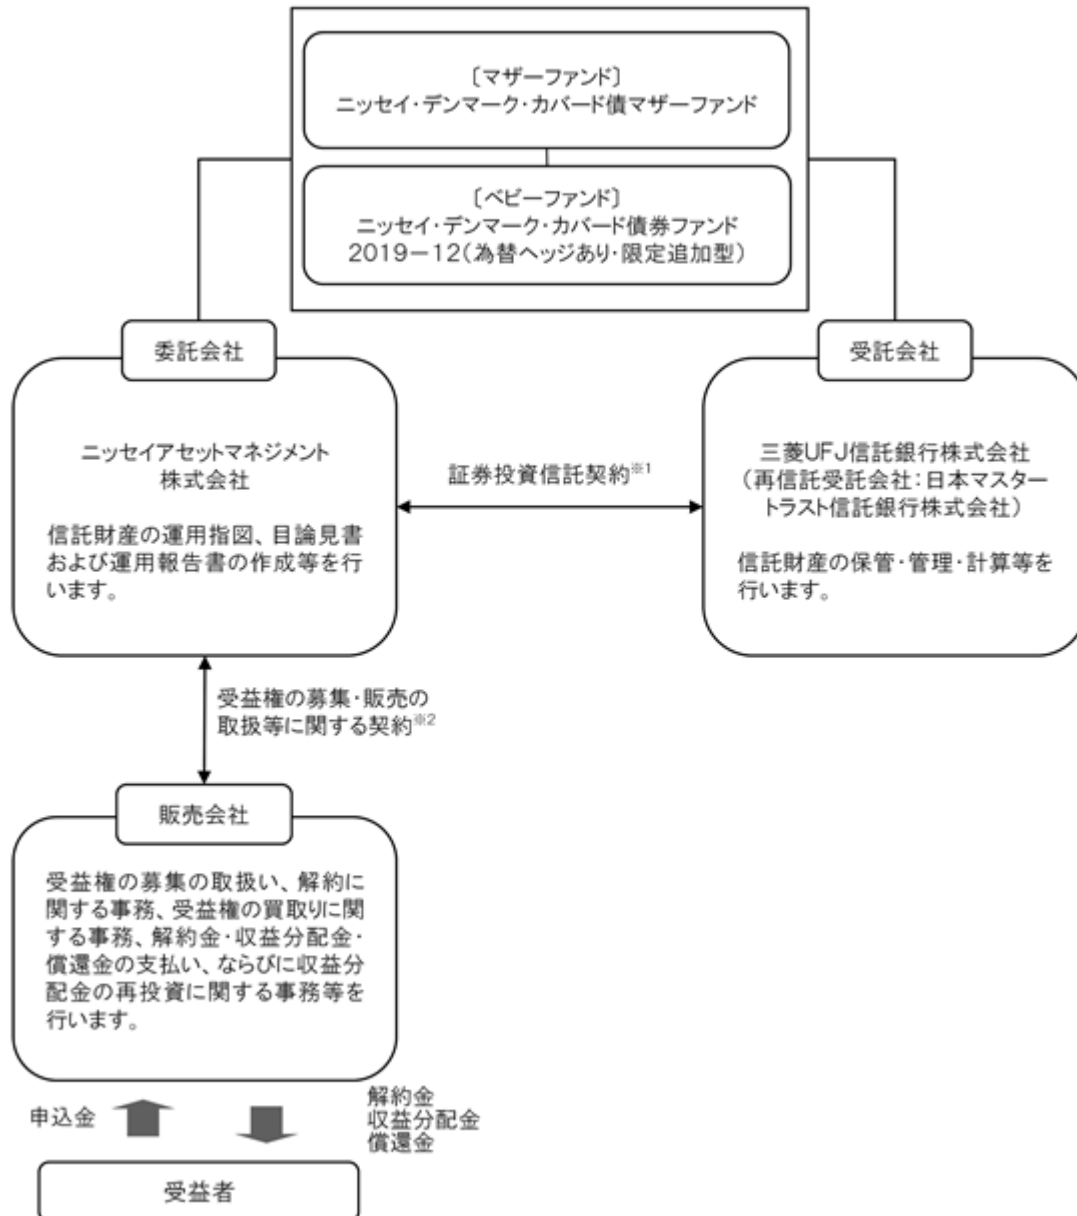 〔マザーファンド〕
ニッセイ・デンマーク・カバード債マザーファンド
〔ベビーファンド〕
ニッセイ・デンマーク・カバード債券ファンド
2019－12（為替ヘッジあり・限定追加型）
委託会社
ニッセイアセットマネジメント
株式会社
信託財産の運用指図、目論見書
および運用報告書の作成等を行
います。
証券投資信託契約※1
受託会社
三菱UFJ信託銀行株式会社
（再信託受託会社：日本マスター
トラスト信託銀行株式会社）
信託財産の保管・管理・計算等を
行います。
受益権の募集・販売の
取扱等に関する契約※2
販売会社
受益権の募集の取扱い、解約に
関する事務、受益権の買取りに関
する事務、解約金・収益分配金・
償還金の支払い、ならびに収益分
配金の再投資に関する事務等を
行います。
申込金
解約金
収益分配金
償還金
受益者